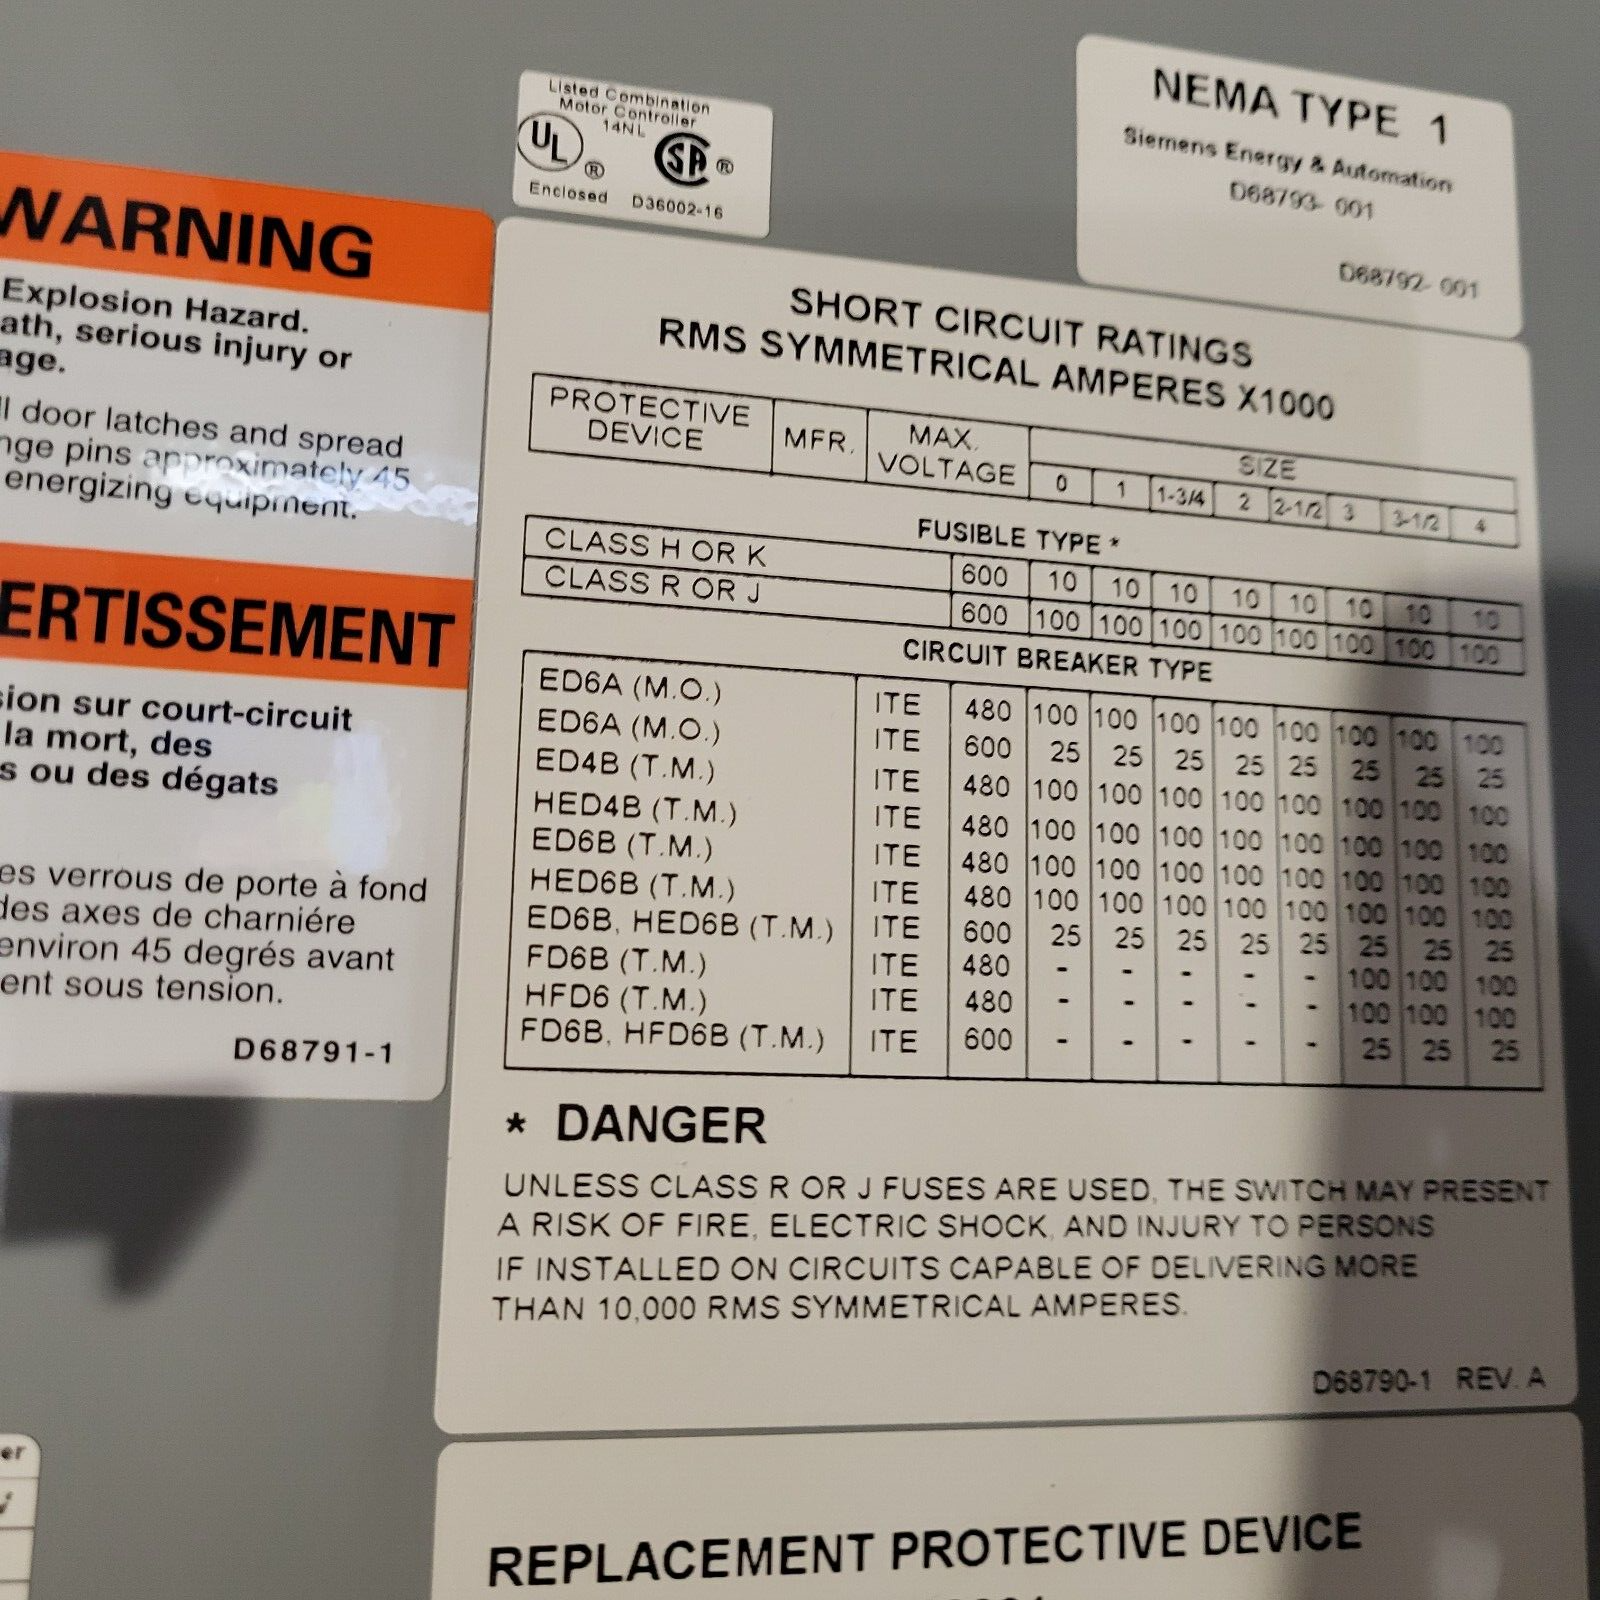 Listed Combination
Motor Controller
14NL
UL ® SA ®
Enclosed D36002-16
NEMA TYPE 1
Siemens Energy & Automation
D68793- 001
D68792- 001
WARNING
Explosion Hazard.
ath, serious injury or
age.
ll door latches and spread
nge pins approximately 45
energizing equipment.
ERTISSEMENT
sion sur court-circuit
la mort, des
s ou des dégats
es verrous de porte à fond
des axes de charniére
environ 45 degrés avant
ent sous tension.
D68791-1
SHORT CIRCUIT RATINGS
RMS SYMMETRICAL AMPERES X1000
PROTECTIVE DEVICE MFR. MAX. VOLTAGE SIZE
0 1 1-3/4 2 2-1/2 3 3-1/2 4
FUSIBLE TYPE *
CLASS H OR K 600 10 10 10 10 10 10 10 10
CLASS R OR J 600 100 100 100 100 100 100 100 100
CIRCUIT BREAKER TYPE
ED6A (M.O.) ITE 480 100 100 100 100 100 100 100 100
ED6A (M.O.) ITE 600 25 25 25 25 25 25 25 25
ED4B (T.M.) ITE 480 100 100 100 100 100 100 100 100
HED4B (T.M.) ITE 480 100 100 100 100 100 100 100 100
ED6B (T.M.) ITE 480 100 100 100 100 100 100 100 100
HED6B (T.M.) ITE 480 100 100 100 100 100 100 100 100
ED6B, HED6B (T.M.) ITE 600 25 25 25 25 25 25 25 25
FD6B (T.M.) ITE 480 - - - - - 100 100 100
HFD6 (T.M.) ITE 480 - - - - - 100 100 100
FD6B, HFD6B (T.M.) ITE 600 - - - - - 25 25 25
* DANGER
UNLESS CLASS R OR J FUSES ARE USED, THE SWITCH MAY PRESENT
A RISK OF FIRE, ELECTRIC SHOCK, AND INJURY TO PERSONS
IF INSTALLED ON CIRCUITS CAPABLE OF DELIVERING MORE
THAN 10,000 RMS SYMMETRICAL AMPERES.
D68790-1 REV. A
er
REPLACEMENT PROTECTIVE DEVICE